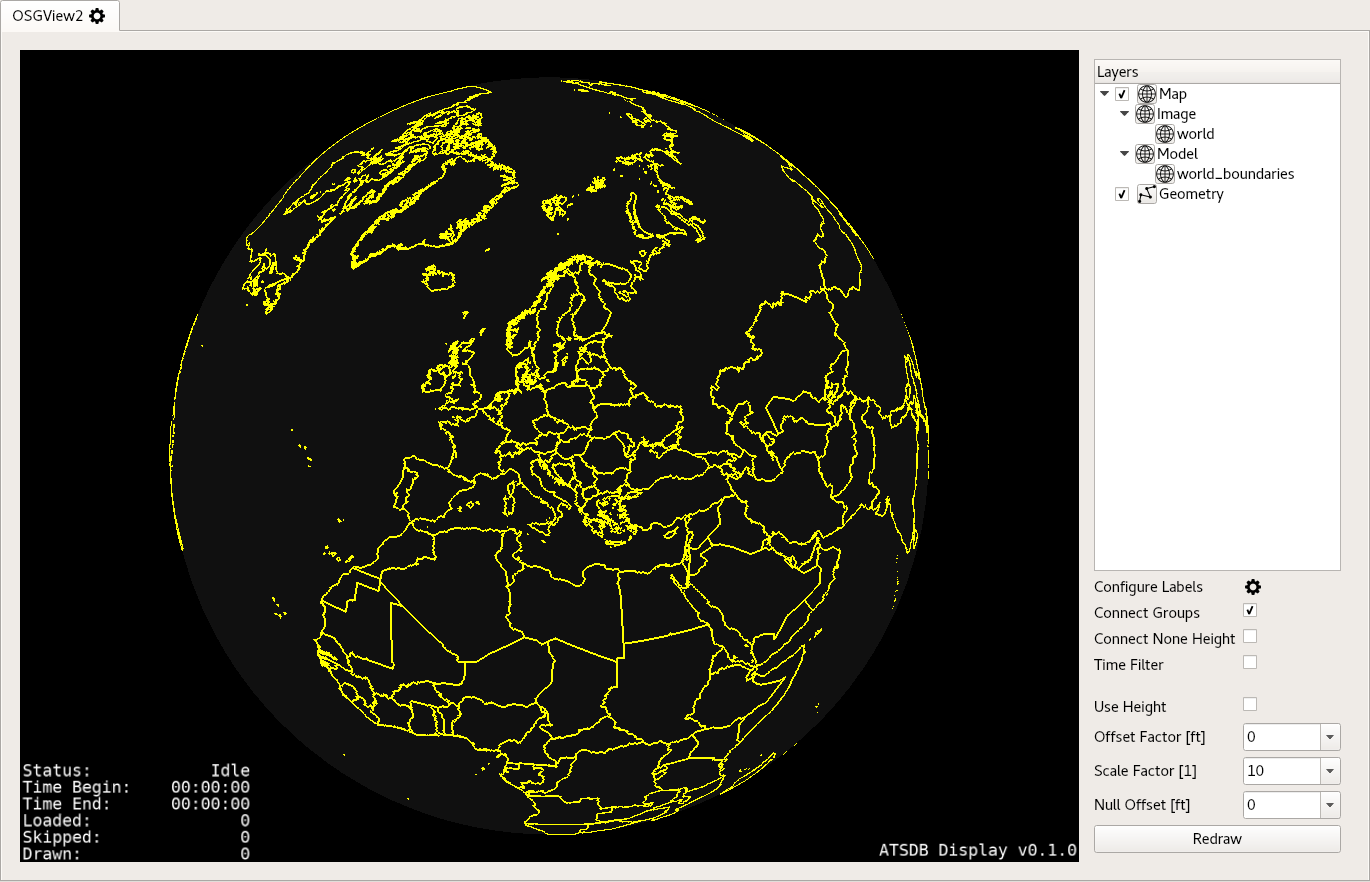 OSGView2
Layers
Map
Image
world
Model
world_boundaries
Geometry
Configure Labels
Connect Groups
Connect None Height
Time Filter
Use Height
Offset Factor [ft] 0
Scale Factor [1] 10
Null Offset [ft] 0
Redraw
Status: Idle
Time Begin: 00:00:00
Time End: 00:00:00
Loaded: 0
Skipped: 0
Drawn: 0
ATSDB Display v0.1.0